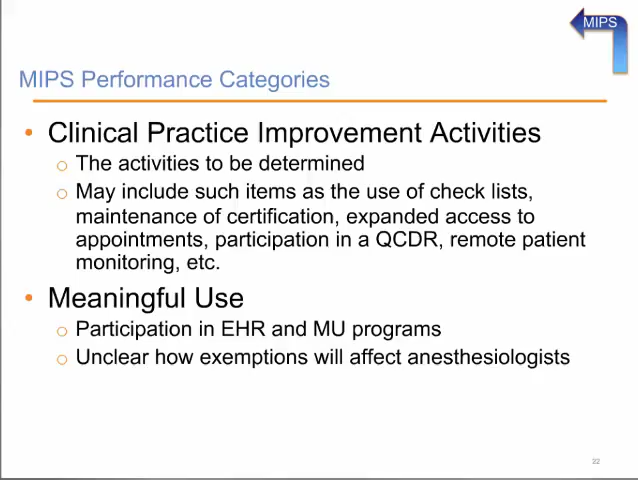 MIPS
MIPS Performance Categories
• Clinical Practice Improvement Activities
o The activities to be determined
o May include such items as the use of check lists,
maintenance of certification, expanded access to
appointments, participation in a QCDR, remote patient
monitoring, etc.
• Meaningful Use
o Participation in EHR and MU programs
o Unclear how exemptions will affect anesthesiologists
22